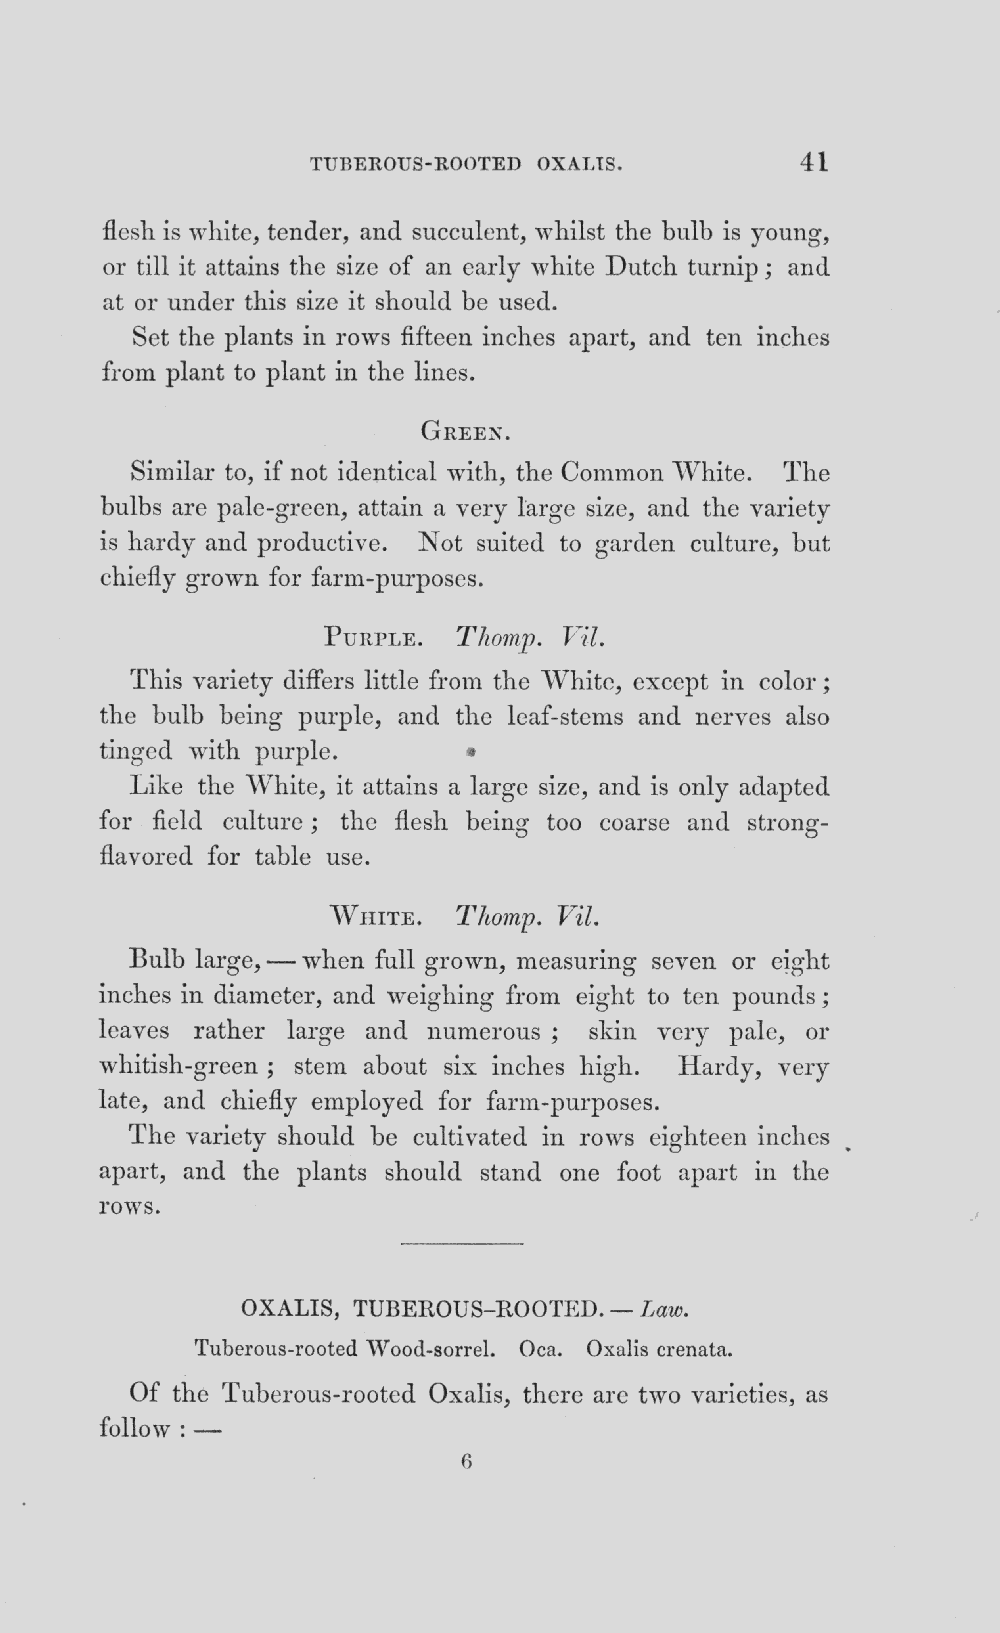 TUBEROUS-ROOTED OXALIS. 41
flesh is white, tender, and succulent, whilst the bulb is young,
or till it attains the size of an early white Dutch turnip; and
at or under this size it should be used.
Set the plants in rows fifteen inches apart, and ten inches
from plant to plant in the lines.
GREEN.
Similar to, if not identical with, the Common White. The
bulbs are pale-green, attain a very large size, and the variety
is hardy and productive. Not suited to garden culture, but
chiefly grown for farm-purposes.
PURPLE. Thomp. Vil.
This variety differs little from the White, except in color;
the bulb being purple, and the leaf-stems and nerves also
tinged with purple.
Like the White, it attains a large size, and is only adapted
for field culture; the flesh being too coarse and strong-
flavored for table use.
WHITE. Thomp. Vil.
Bulb large, — when full grown, measuring seven or eight
inches in diameter, and weighing from eight to ten pounds;
leaves rather large and numerous; skin very pale, or
whitish-green; stem about six inches high. Hardy, very
late, and chiefly employed for farm-purposes.
The variety should be cultivated in rows eighteen inches
apart, and the plants should stand one foot apart in the
rows.
OXALIS, TUBEROUS-ROOTED. — Law.
Tuberous-rooted Wood-sorrel. Oca. Oxalis crenata.
Of the Tuberous-rooted Oxalis, there are two varieties, as
follow: —
6